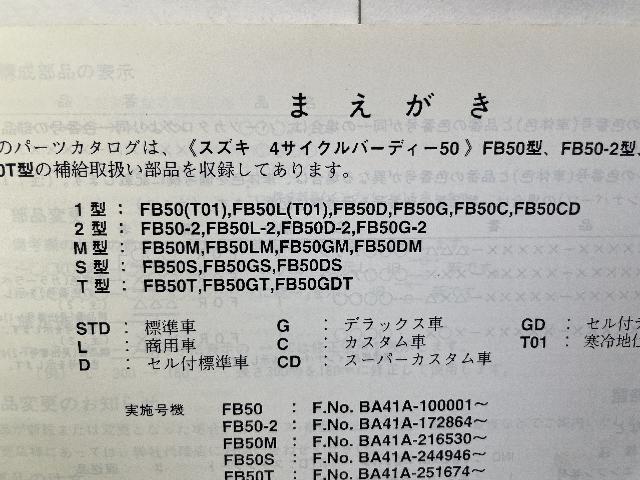 まえがき
のパーツカタログは、《スズキ 4サイクルバーディー50》FB50型、FB50-2型、
0T型の補給取扱い部品を収録してあります。
1型：FB50(T01),FB50L(T01),FB50D,FB50G,FB50C,FB50CD
2型：FB50-2,FB50L-2,FB50D-2,FB50G-2
M型：FB50M,FB50LM,FB50GM,FB50DM
S型：FB50S,FB50GS,FB50DS
T型：FB50T,FB50GT,FB50GDT
STD：標準車 G：デラックス車 GD：セル付デ
L：商用車 C：カスタム車 T01：寒冷地仕
D：セル付標準車 CD：スーパーカスタム車
実施号機 FB50：F.No. BA41A-100001～
FB50-2：F.No. BA41A-172864～
FB50M：F.No. BA41A-216530～
FB50S：F.No. BA41A-244946～
FB50T：F.No. BA41A-251674～